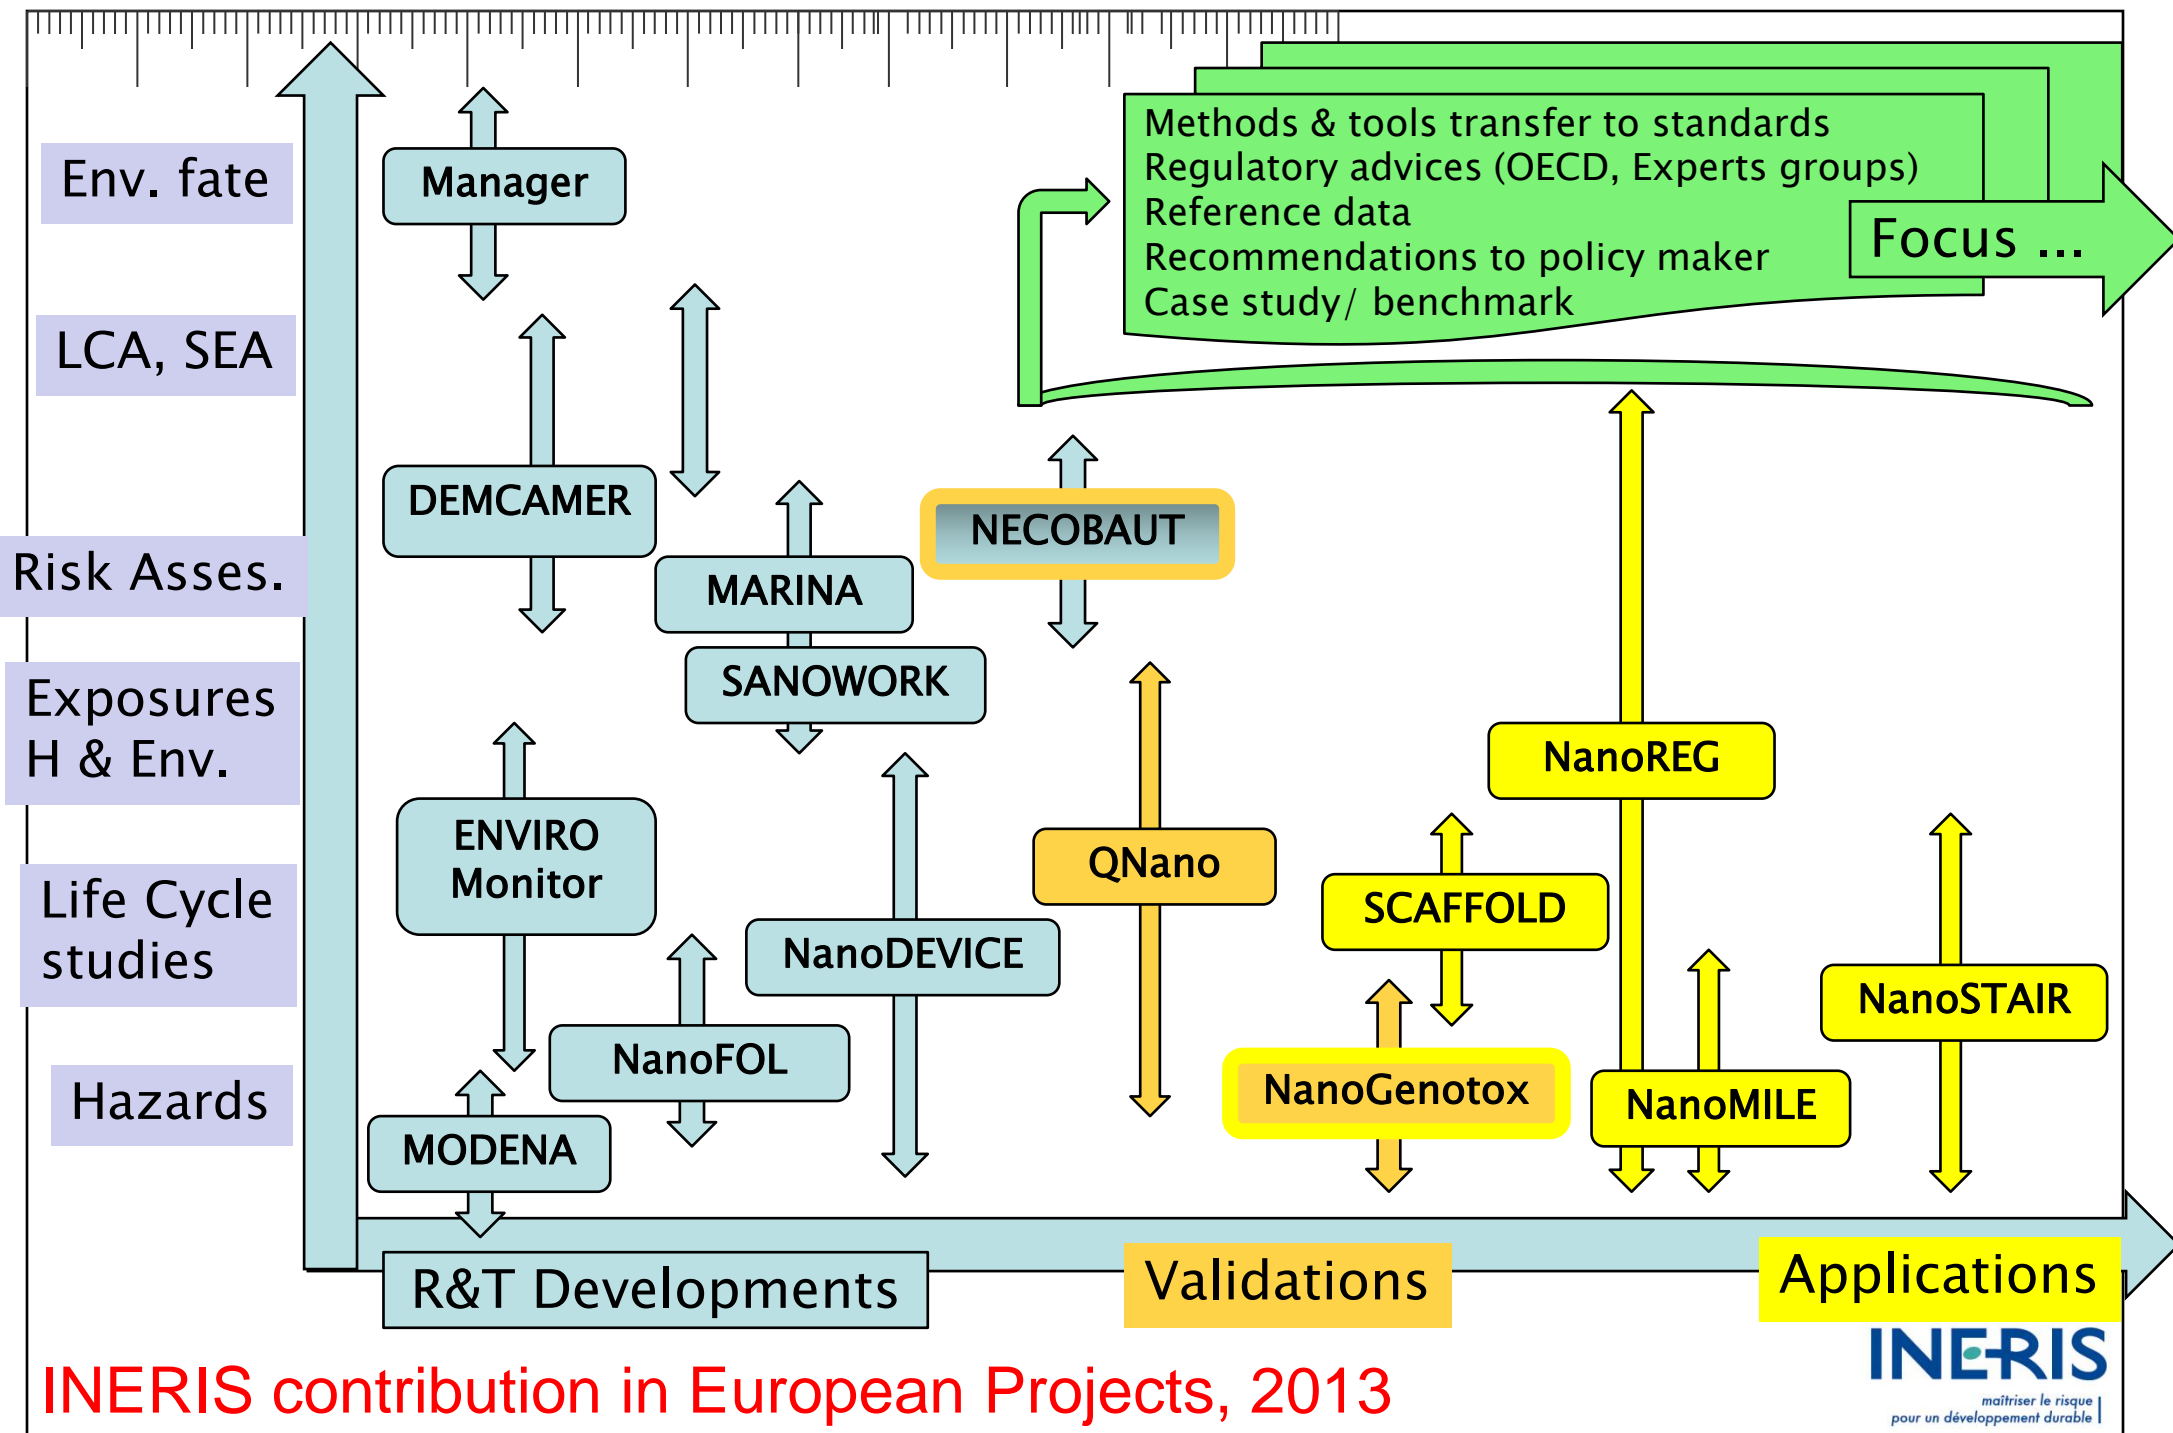 Methods & tools transfer to standards
Regulatory advices (OECD, Experts groups)
Reference data
Recommendations to policy maker
Case study/ benchmark
Focus ...
Env. fate
Manager
LCA, SEA
DEMCAMER
NECOBAUT
Risk Asses.
MARINA
SANOWORK
Exposures
H & Env.
NanoREG
ENVIRO
Monitor
QNano
Life Cycle
studies
SCAFFOLD
NanoDEVICE
NanoSTAIR
NanoFOL
Hazards
NanoGenotox
NanoMILE
MODENA
R&T Developments
Validations
Applications
INERIS contribution in European Projects, 2013
INERIS
maîtriser le risque
pour un développement durable